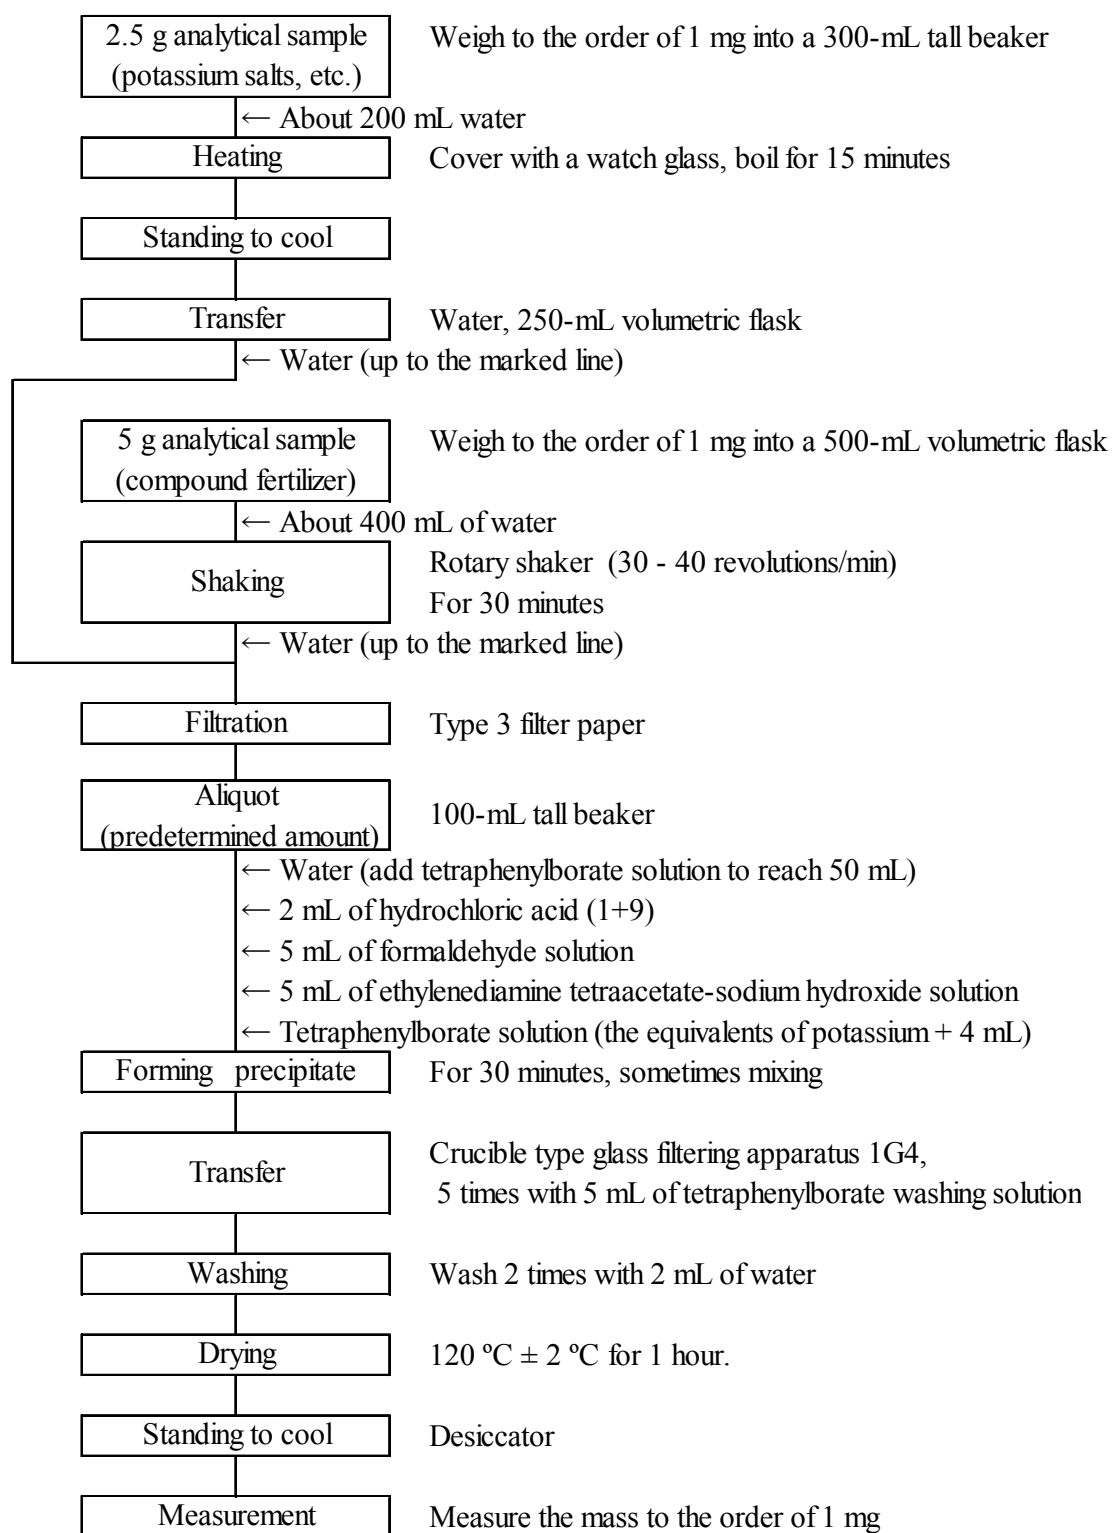 2.5 g analytical sample
(potassium salts, etc.)
Weigh to the order of 1 mg into a 300-mL tall beaker
← About 200 mL water
Heating
Cover with a watch glass, boil for 15 minutes
Standing to cool
Transfer
Water, 250-mL volumetric flask
← Water (up to the marked line)
5 g analytical sample
(compound fertilizer)
Weigh to the order of 1 mg into a 500-mL volumetric flask
← About 400 mL of water
Shaking
Rotary shaker (30 - 40 revolutions/min)
For 30 minutes
← Water (up to the marked line)
Filtration
Type 3 filter paper
Aliquot
(predetermined amount)
100-mL tall beaker
← Water (add tetraphenylborate solution to reach 50 mL)
← 2 mL of hydrochloric acid (1+9)
← 5 mL of formaldehyde solution
← 5 mL of ethylenediamine tetraacetate-sodium hydroxide solution
← Tetraphenylborate solution (the equivalents of potassium + 4 mL)
Forming precipitate
For 30 minutes, sometimes mixing
Transfer
Crucible type glass filtering apparatus 1G4,
5 times with 5 mL of tetraphenylborate washing solution
Washing
Wash 2 times with 2 mL of water
Drying
120 ºC ± 2 ºC for 1 hour.
Standing to cool
Desiccator
Measurement
Measure the mass to the order of 1 mg